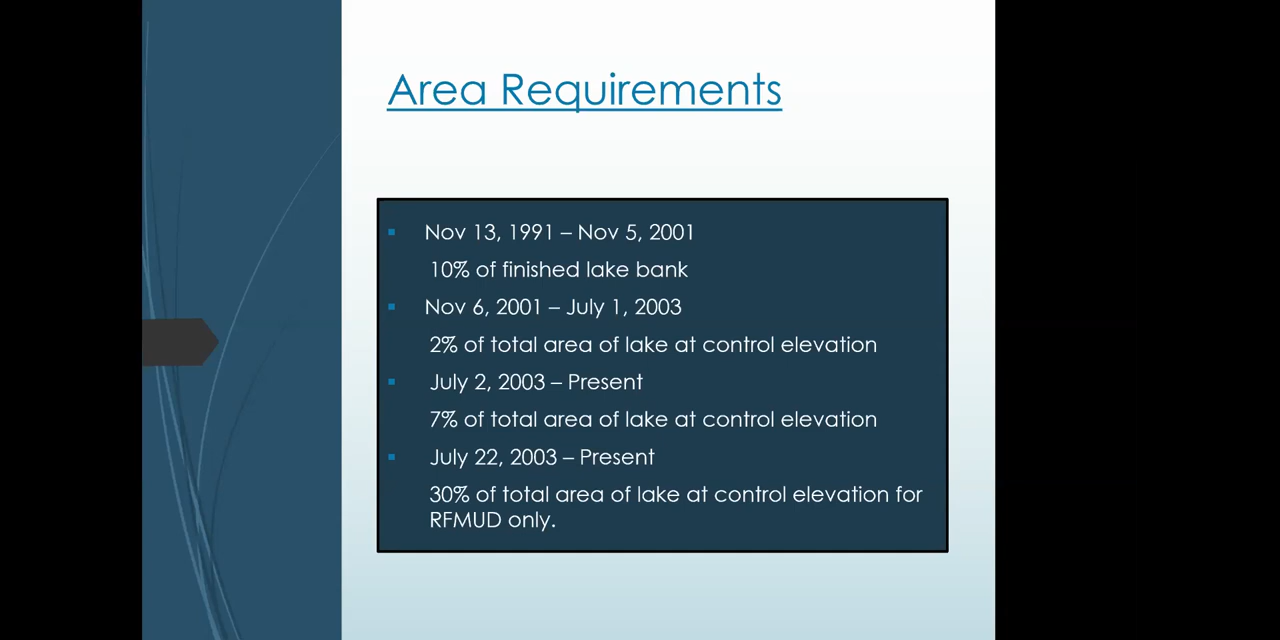 Area Requirements
Nov 13, 1991 – Nov 5, 2001
10% of finished lake bank
Nov 6, 2001 – July 1, 2003
2% of total area of lake at control elevation
July 2, 2003 – Present
7% of total area of lake at control elevation
July 22, 2003 – Present
30% of total area of lake at control elevation for
RFMUD only.